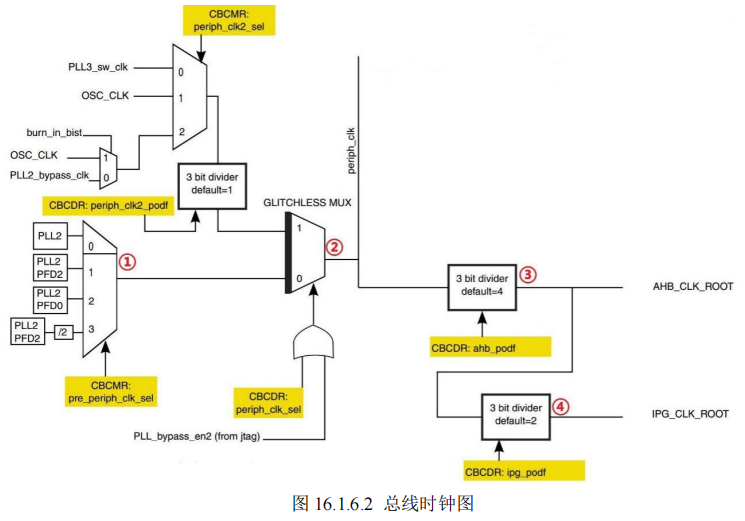 CBCMR:
periph_clk2_sel
PLL3_sw_clk
0
OSC_CLK
1
burn_in_bist
2
OSC_CLK
1
PLL2_bypass_clk
0
periph_clk
3 bit divider
default=1
CBCDR: periph_clk2_podf
GLITCHLESS MUX
1
②
0
PLL2
0
①
PLL2
PFD2
1
PLL2
PFD0
2
PLL2
PFD2
/2
3
3 bit divider
default=4
③
AHB_CLK_ROOT
CBCDR: ahb_podf
CBCMR:
pre_periph_clk_sel
CBCDR:
periph_clk_sel
3 bit divider
default=2
④
IPG_CLK_ROOT
PLL_bypass_en2 (from jtag)
CBCDR: ipg_podf
图 16.1.6.2 总线时钟图